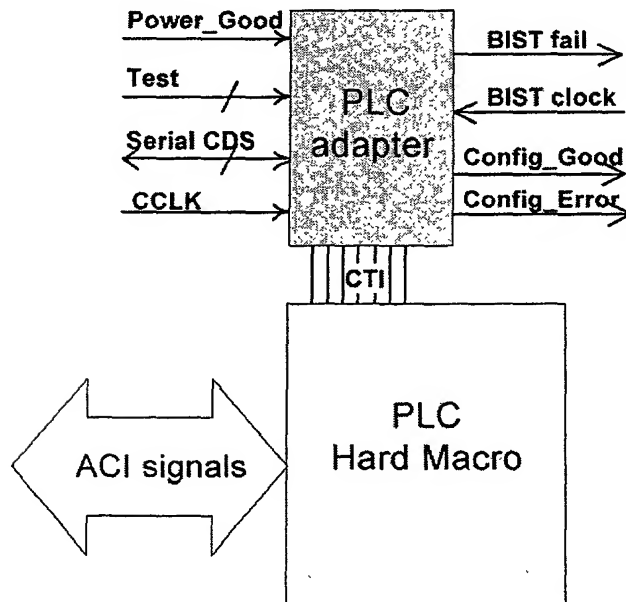 Power_Good
Test
Serial CDS
CCLK
PLC
adapter
BIST fail
BIST clock
Config_Good
Config_Error
CTI
ACI signals
PLC
Hard Macro